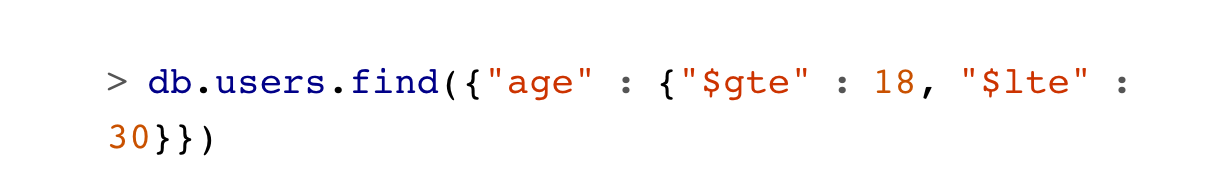 > db.users.find({"age" : {"$gte" : 18, "$lte" :
30}})